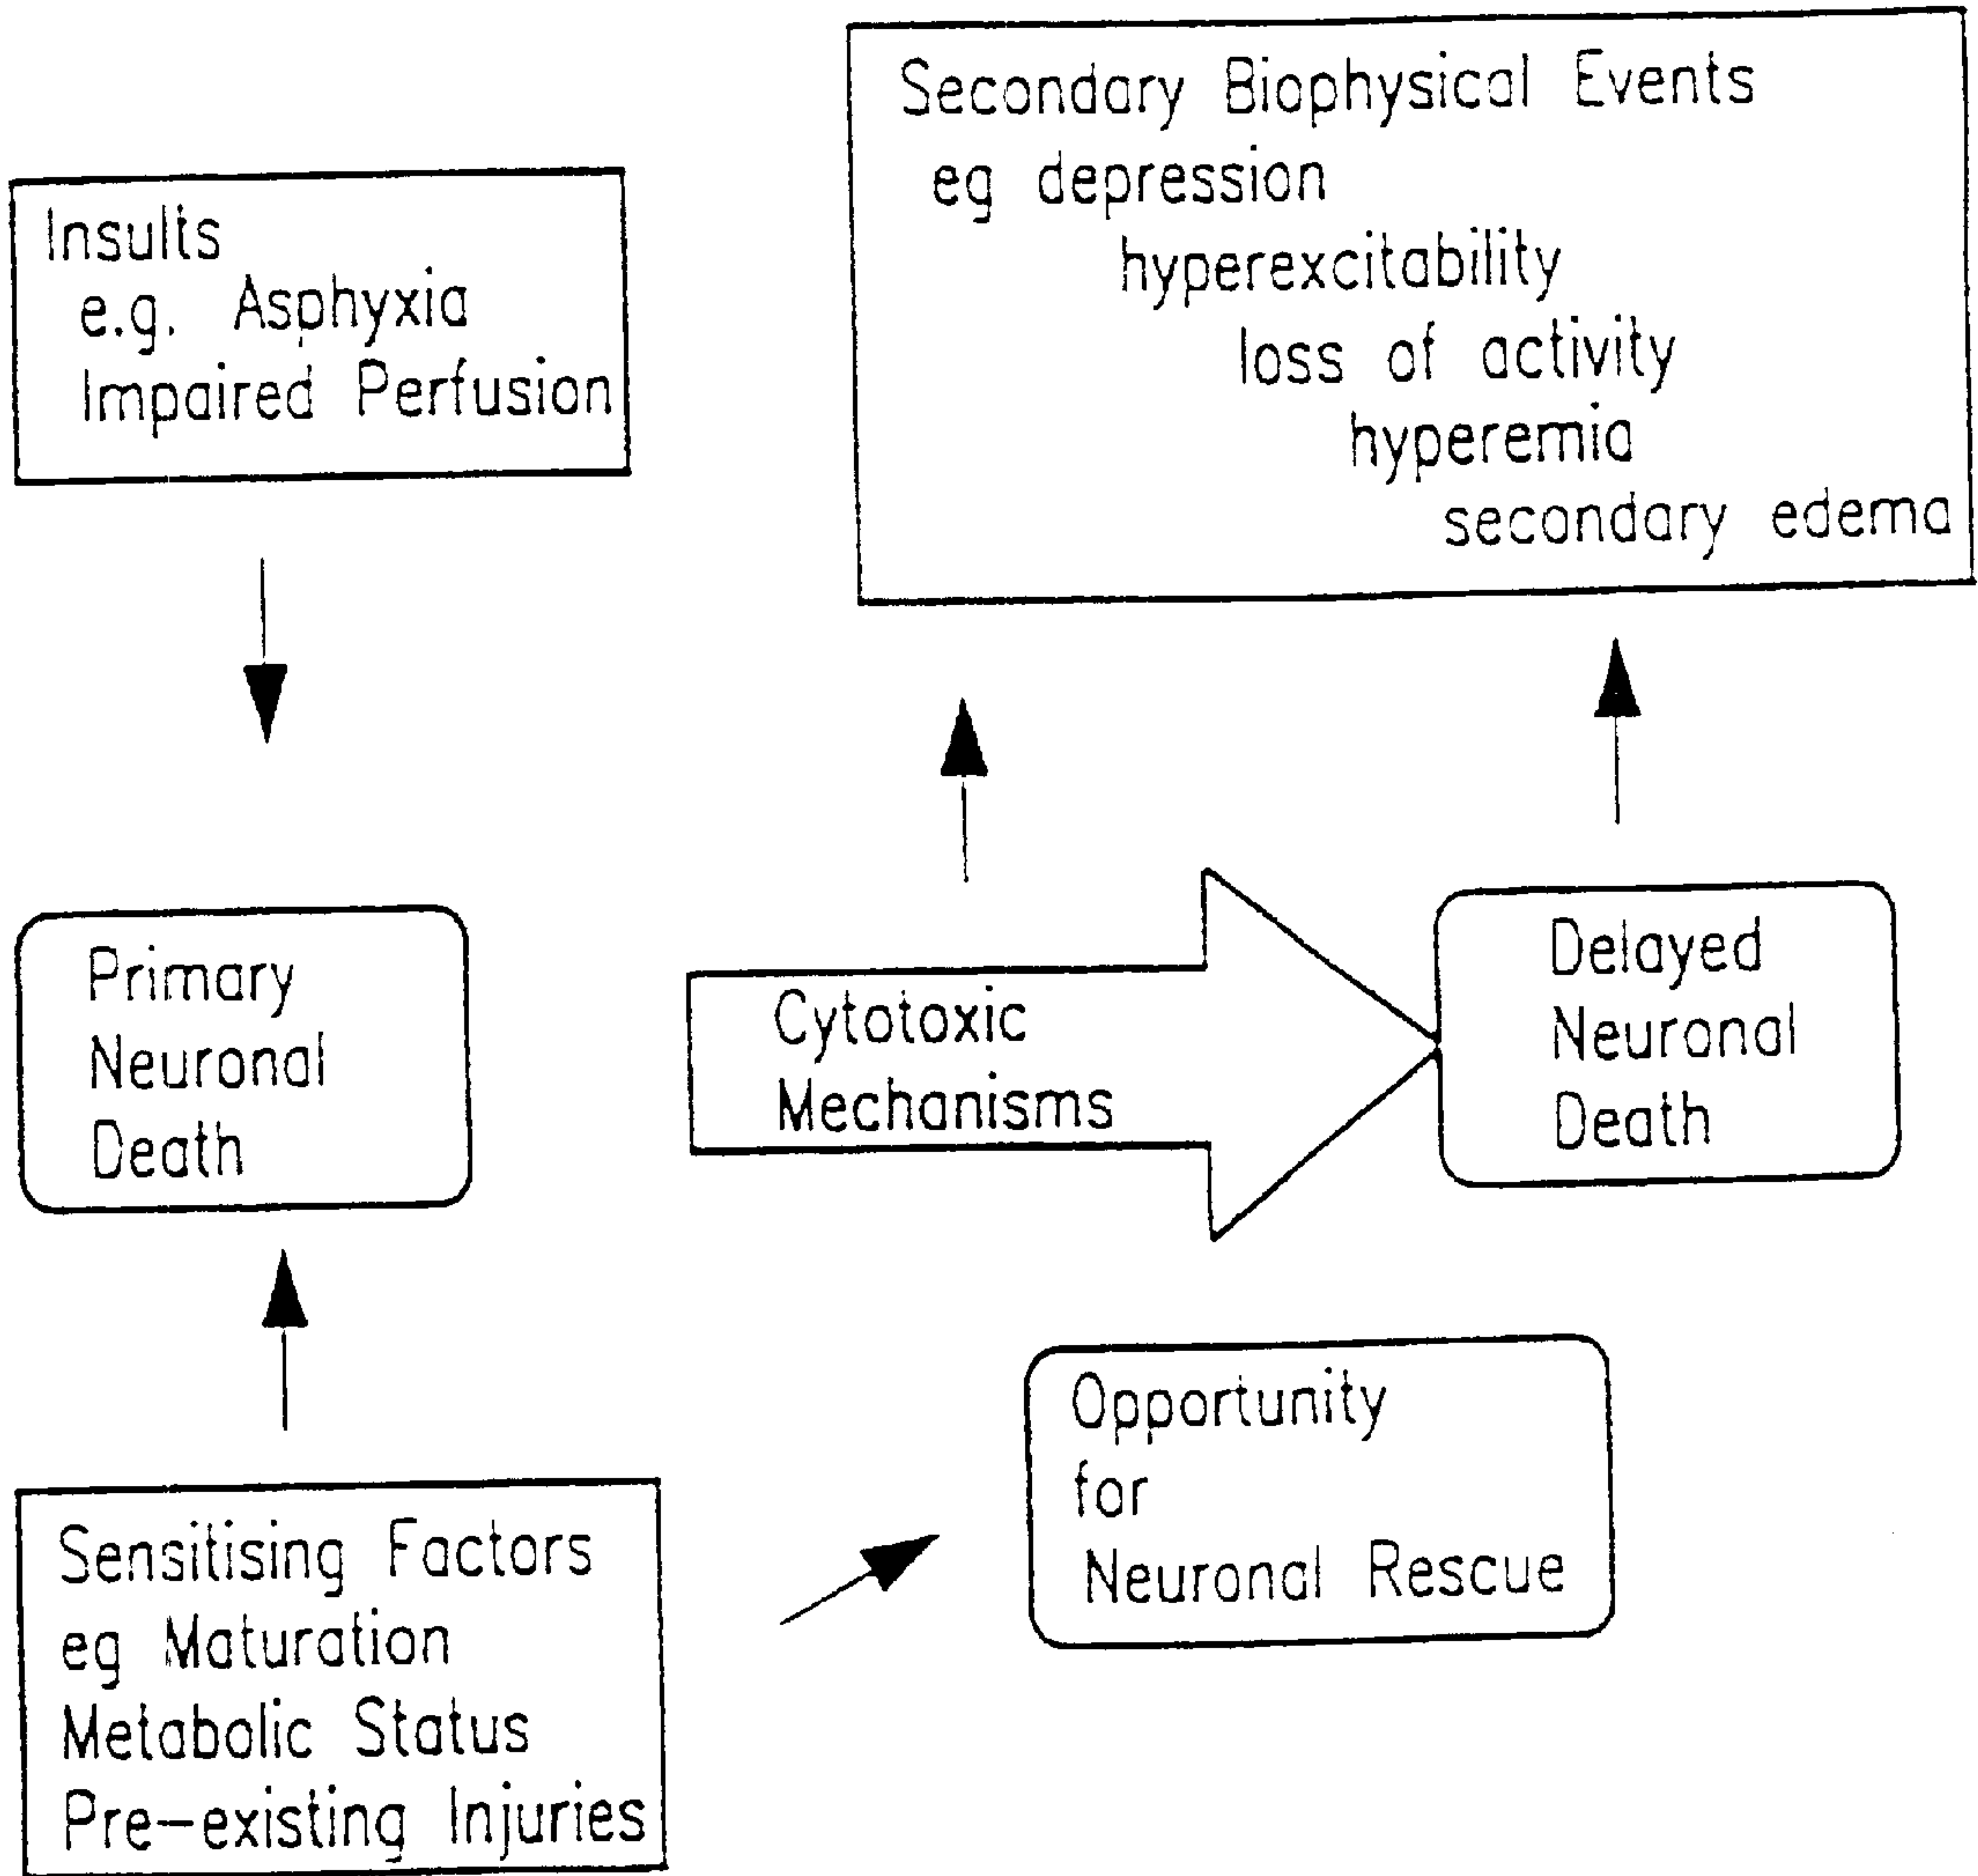 Insults
e.g. Asphyxia
Impaired Perfusion
Secondary Biophysical Events
eg depression
hyperexcitability
loss of activity
hyperemia
secondary edema
Primary
Neuronal
Death
Cytotoxic
Mechanisms
Delayed
Neuronal
Death
Sensitising Factors
eg Maturation
Metabolic Status
Pre-existing Injuries
Opportunity
for
Neuronal Rescue